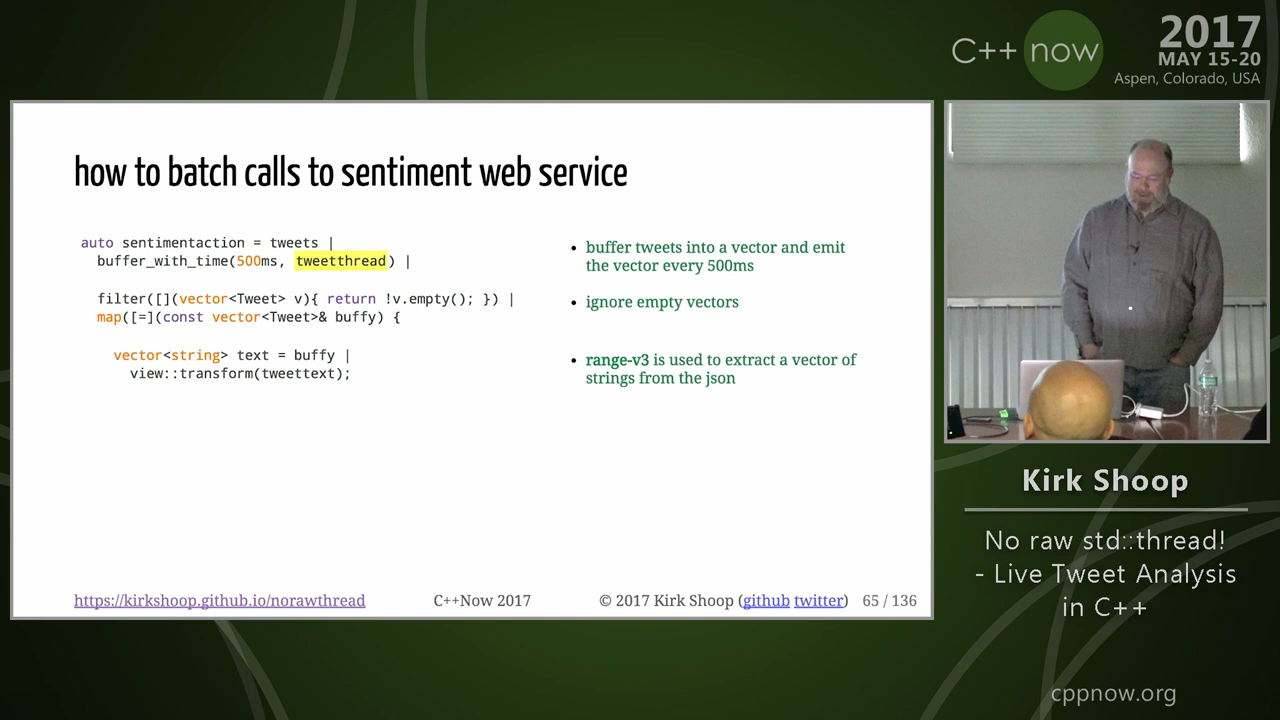 C++ now
2017
MAY 15-20
Aspen, Colorado, USA
how to batch calls to sentiment web service
auto sentimentaction = tweets |
buffer_with_time(500ms, tweetthread) |
filter([](vector<Tweet> v){ return !v.empty(); }) |
map([=](const vector<Tweet>& buffy) {
vector<string> text = buffy |
view::transform(tweettext);
• buffer tweets into a vector and emit
the vector every 500ms
• ignore empty vectors
• range-v3 is used to extract a vector of
strings from the json
https://kirkshoop.github.io/norawthread C++Now 2017 © 2017 Kirk Shoop (github twitter) 65 / 136
Kirk Shoop
No raw std::thread!
- Live Tweet Analysis
in C++
cppnow.org